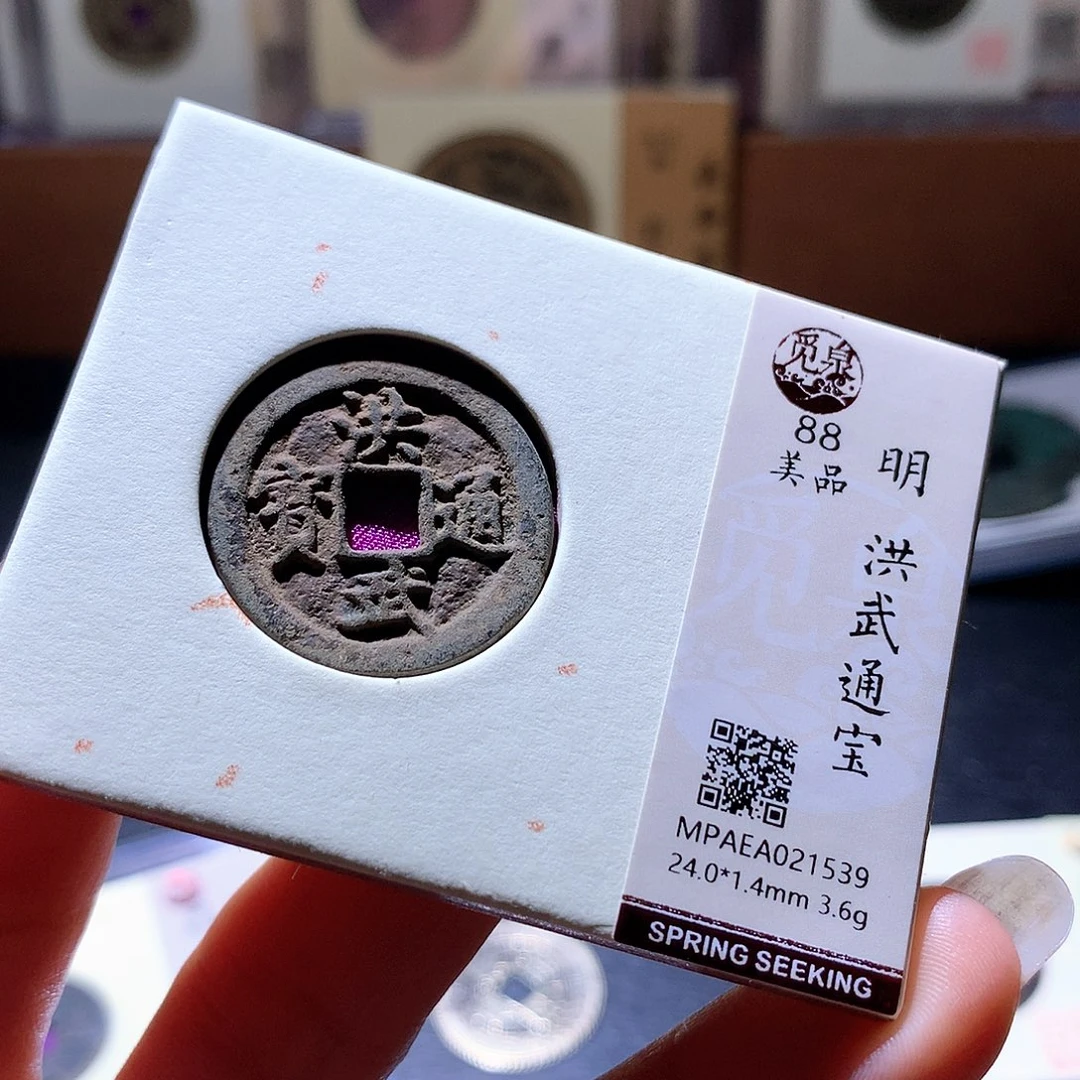 洪武通寶
覓泉
88
美品
明
洪武通宝
MPAEA021539
24.0*1.4mm 3.6g
SPRING SEEKING